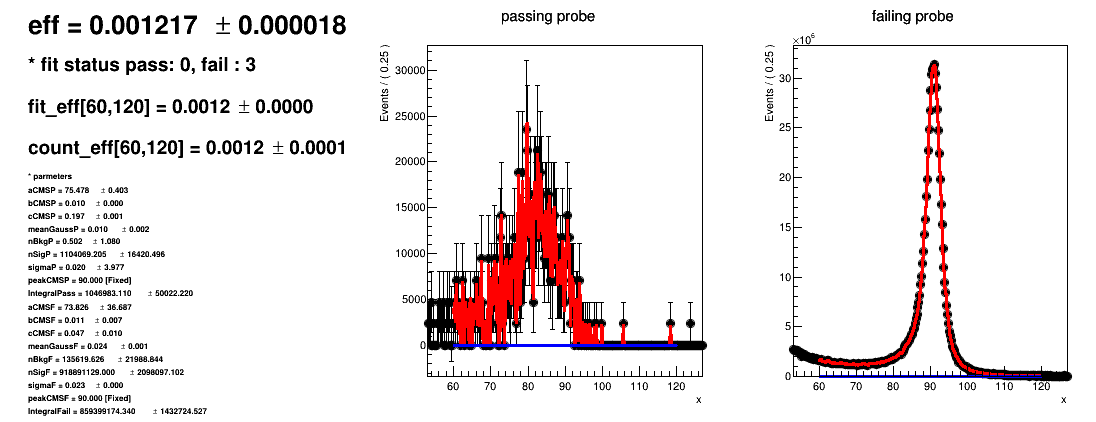 eff = 0.001217 ± 0.000018
* fit status pass: 0, fail : 3
fit_eff[60,120] = 0.0012 ± 0.0000
count_eff[60,120] = 0.0012 ± 0.0001
* parmeters
aCMSP = 75.478 ± 0.403
bCMSP = 0.010 ± 0.000
cCMSP = 0.197 ± 0.001
meanGaussP = 0.010 ± 0.002
nBkgP = 0.502 ± 1.080
nSigP = 1104069.205 ± 16420.496
sigmaP = 0.020 ± 3.977
peakCMSP = 90.000 [Fixed]
IntegralPass = 1046983.110 ± 50022.220
aCMSF = 73.826 ± 36.687
bCMSF = 0.011 ± 0.007
cCMSF = 0.047 ± 0.010
meanGaussF = 0.024 ± 0.001
nBkgF = 135619.626 ± 21988.844
nSigF = 918891129.000 ± 2098097.102
sigmaF = 0.023 ± 0.000
peakCMSF = 90.000 [Fixed]
IntegralFail = 859399174.340 ± 1432724.527
passing probe
Events / ( 0.25 )
30000
25000
20000
15000
10000
5000
0
60 70 80 90 100 110 120
x
failing probe
×10⁶
Events / ( 0.25 )
30
25
20
15
10
5
0
60 70 80 90 100 110 120
x